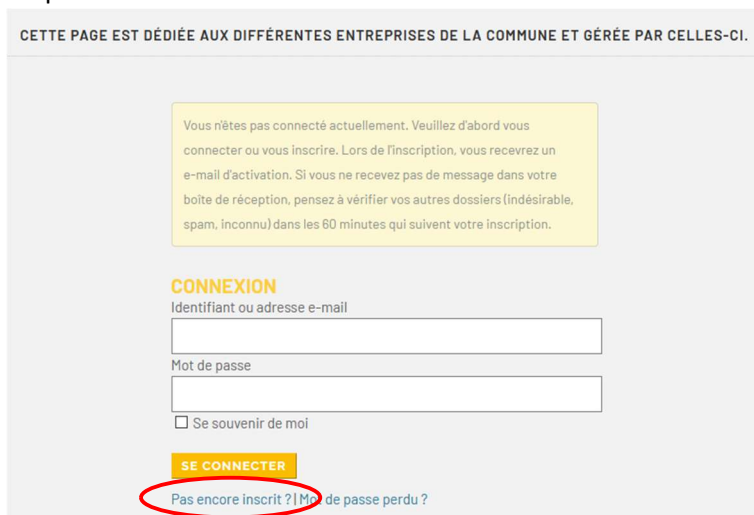 CETTE PAGE EST DÉDIÉE AUX DIFFÉRENTES ENTREPRISES DE LA COMMUNE ET GÉRÉE PAR CELLES-CI.
Vous n'êtes pas connecté actuellement. Veuillez d'abord vous
connecter ou vous inscrire. Lors de l'inscription, vous recevrez un
e-mail d'activation. Si vous ne recevez pas de message dans votre
boîte de réception, pensez à vérifier vos autres dossiers (indésirable,
spam, inconnu) dans les 60 minutes qui suivent votre inscription.
CONNEXION
Identifiant ou adresse e-mail
Mot de passe
Se souvenir de moi
SE CONNECTER
Pas encore inscrit ? | Mot de passe perdu ?